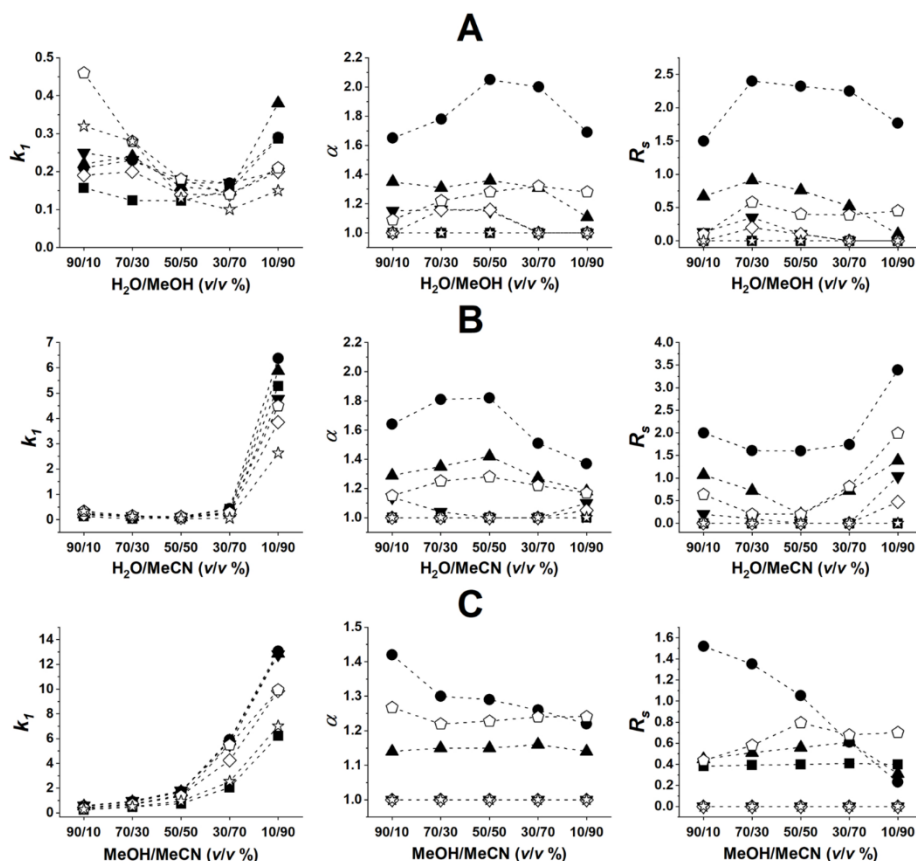 A
k₁
0.5
0.4
0.3
0.2
0.1
0.0
90/10 70/30 50/50 30/70 10/90
H₂O/MeOH (v/v %)
α
2.2
2.0
1.8
1.6
1.4
1.2
1.0
90/10 70/30 50/50 30/70 10/90
H₂O/MeOH (v/v %)
Rₛ
2.5
2.0
1.5
1.0
0.5
0.0
90/10 70/30 50/50 30/70 10/90
H₂O/MeOH (v/v %)
B
k₁
7
6
5
4
3
2
1
0
90/10 70/30 50/50 30/70 10/90
H₂O/MeCN (v/v %)
α
2.2
2.0
1.8
1.6
1.4
1.2
1.0
90/10 70/30 50/50 30/70 10/90
H₂O/MeCN (v/v %)
Rₛ
4.0
3.5
3.0
2.5
2.0
1.5
1.0
0.5
0.0
90/10 70/30 50/50 30/70 10/90
H₂O/MeCN (v/v %)
C
k₁
14
12
10
8
6
4
2
0
90/10 70/30 50/50 30/70 10/90
MeOH/MeCN (v/v %)
α
1.5
1.4
1.3
1.2
1.1
1.0
90/10 70/30 50/50 30/70 10/90
MeOH/MeCN (v/v %)
Rₛ
1.6
1.4
1.2
1.0
0.8
0.6
0.4
0.2
0.0
90/10 70/30 50/50 30/70 10/90
MeOH/MeCN (v/v %)